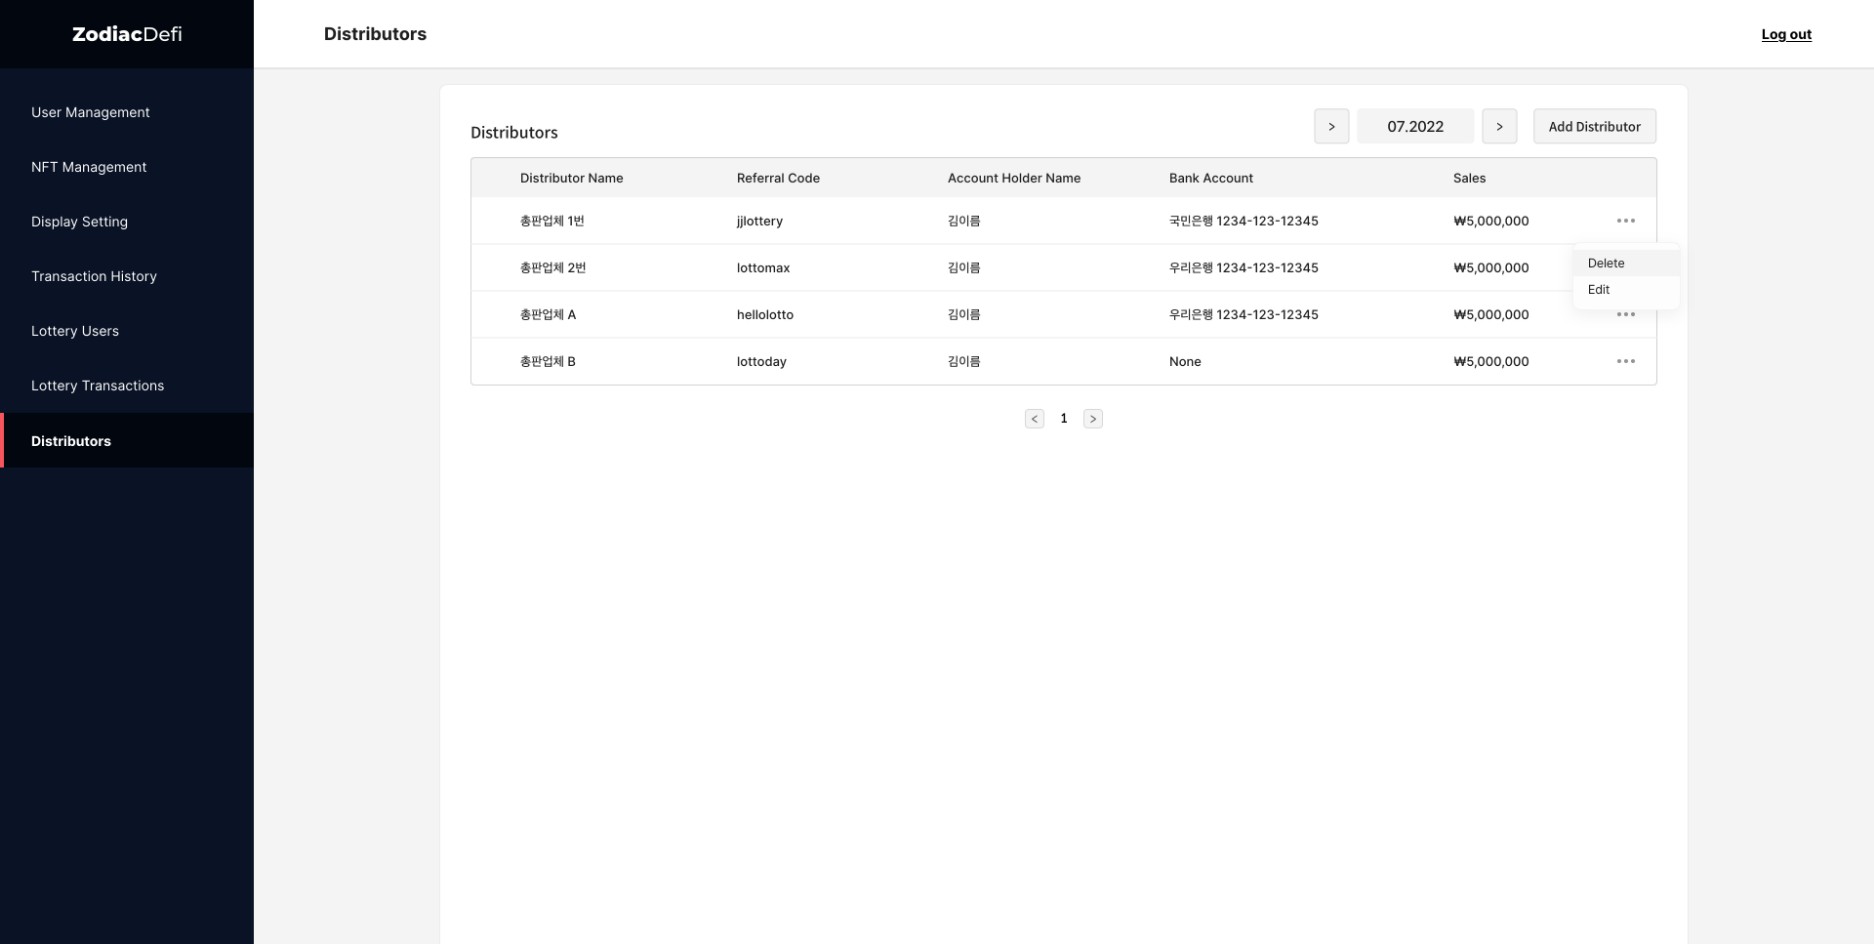 ZodiacDefi
Distributors
Log out
User Management
NFT Management
Display Setting
Transaction History
Lottery Users
Lottery Transactions
Distributors
Distributors
> 07.2022 > Add Distributor
Distributor Name Referral Code Account Holder Name Bank Account Sales
총판업체 1번 jjlottery 김이름 국민은행 1234-123-12345 ₩5,000,000
총판업체 2번 lottomax 김이름 우리은행 1234-123-12345 ₩5,000,000
Delete
Edit
총판업체 A hellolotto 김이름 우리은행 1234-123-12345 ₩5,000,000
총판업체 B lottoday 김이름 None ₩5,000,000
< 1 >